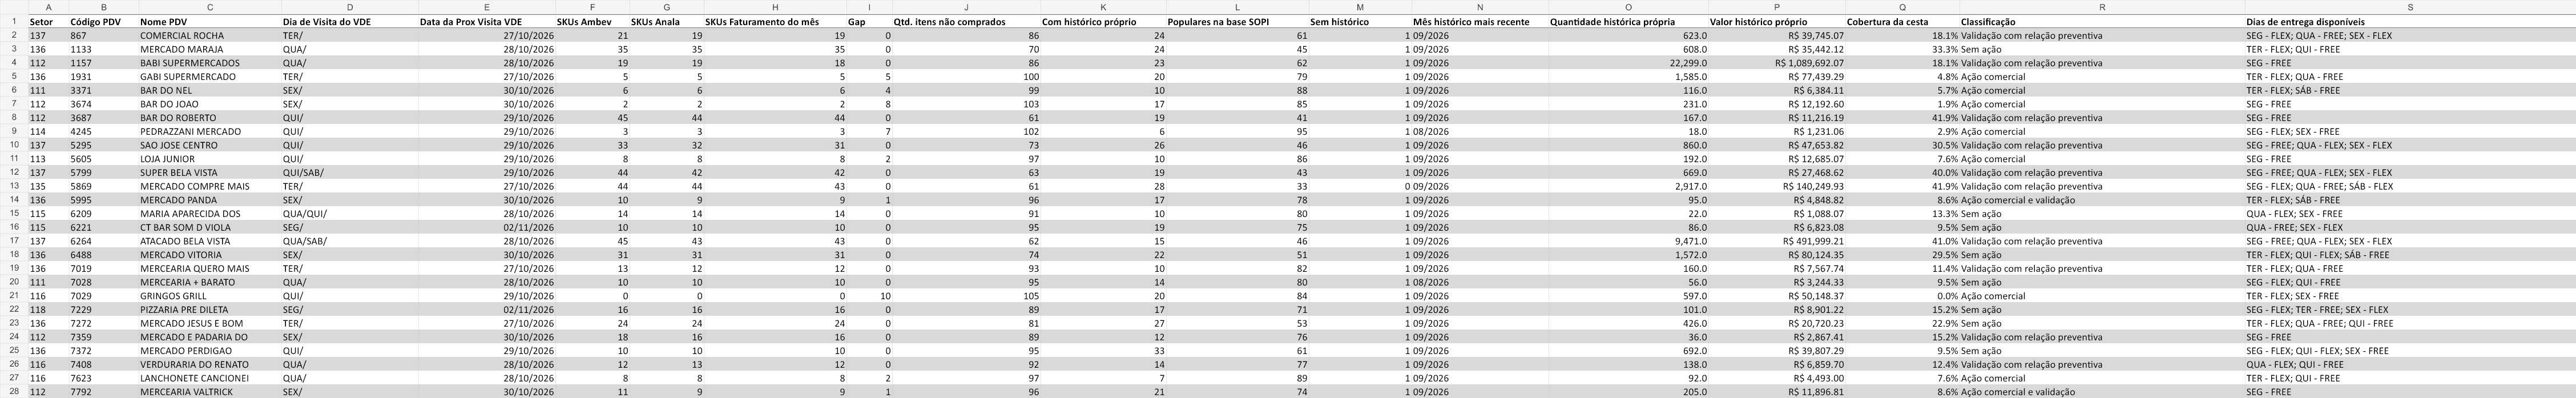 A B C D E F G H I J K L M N O P Q R S
1 Setor Código PDV Nome PDV Dia de Visita do VDE Data da Prox Visita VDE SKUs Ambev SKUs Anala SKUs Faturamento do mês Gap Qtd. itens não comprados Com histórico próprio Populares na base SOPI Sem histórico Mês histórico mais recente Quantidade histórica própria Valor histórico próprio Cobertura da cesta Classificação Dias de entrega disponíveis
2 137 867 COMERCIAL ROCHA TER/ 27/10/2026 21 19 19 0 86 24 61 1 09/2026 623.0 R$ 39,745.07 18.1% Validação com relação preventiva SEG - FLEX; QUA - FREE; SEX - FLEX
3 136 1133 MERCADO MARAJA QUA/ 28/10/2026 35 35 35 0 70 24 45 1 09/2026 608.0 R$ 35,442.12 33.3% Sem ação TER - FLEX; QUI - FREE
4 112 1157 BABI SUPERMERCADOS QUA/ 28/10/2026 19 19 18 0 86 23 62 1 09/2026 22,299.0 R$ 1,089,692.07 18.1% Validação com relação preventiva SEG - FREE
5 136 1931 GABI SUPERMERCADO TER/ 27/10/2026 5 5 5 5 100 20 79 1 09/2026 1,585.0 R$ 77,439.29 4.8% Ação comercial TER - FLEX; QUA - FREE
6 111 3371 BAR DO NEL SEX/ 30/10/2026 6 6 6 4 99 10 88 1 09/2026 116.0 R$ 6,384.11 5.7% Ação comercial TER - FLEX; SÁB - FREE
7 112 3674 BAR DO JOAO SEX/ 30/10/2026 2 2 2 8 103 17 85 1 09/2026 231.0 R$ 12,192.60 1.9% Ação comercial SEG - FREE
8 112 3687 BAR DO ROBERTO QUI/ 29/10/2026 45 44 44 0 61 19 41 1 09/2026 167.0 R$ 11,216.19 41.9% Validação com relação preventiva SEG - FREE
9 114 4245 PEDRAZZANI MERCADO QUI/ 29/10/2026 3 3 3 7 102 6 95 1 08/2026 18.0 R$ 1,231.06 2.9% Ação comercial SEG - FLEX; SEX - FREE
10 137 5295 SAO JOSE CENTRO QUI/ 29/10/2026 33 32 31 0 73 26 46 1 09/2026 860.0 R$ 47,653.82 30.5% Validação com relação preventiva SEG - FREE; QUA - FLEX; SEX - FLEX
11 113 5605 LOJA JUNIOR QUI/ 29/10/2026 8 8 8 2 97 10 86 1 09/2026 192.0 R$ 12,685.07 7.6% Ação comercial SEG - FREE
12 137 5799 SUPER BELA VISTA QUI/SAB/ 29/10/2026 44 42 42 0 63 19 43 1 09/2026 669.0 R$ 27,468.62 40.0% Validação com relação preventiva SEG - FREE; QUA - FLEX; SEX - FLEX
13 135 5869 MERCADO COMPRE MAIS TER/ 27/10/2026 44 44 43 0 61 28 33 0 09/2026 2,917.0 R$ 140,249.93 41.9% Validação com relação preventiva SEG - FLEX; QUA - FREE; SÁB - FLEX
14 136 5995 MERCADO PANDA SEX/ 30/10/2026 10 9 9 1 96 17 78 1 09/2026 95.0 R$ 4,848.82 8.6% Ação comercial e validação TER - FLEX; SÁB - FREE
15 115 6209 MARIA APARECIDA DOS QUA/QUI/ 28/10/2026 14 14 14 0 91 10 80 1 09/2026 22.0 R$ 1,088.07 13.3% Sem ação QUA - FLEX; SEX - FREE
16 115 6221 CT BAR SOM D VIOLA SEG/ 02/11/2026 10 10 10 0 95 19 75 1 09/2026 86.0 R$ 6,823.08 9.5% Sem ação QUA - FREE; SEX - FLEX
17 137 6264 ATACADO BELA VISTA QUA/SAB/ 28/10/2026 45 43 43 0 62 15 46 1 09/2026 9,471.0 R$ 491,999.21 41.0% Validação com relação preventiva SEG - FREE; QUA - FLEX; SEX - FLEX
18 136 6488 MERCADO VITORIA SEX/ 30/10/2026 31 31 31 0 74 22 51 1 09/2026 1,572.0 R$ 80,124.35 29.5% Sem ação TER - FLEX; QUI - FLEX; SÁB - FREE
19 136 7019 MERCEARIA QUERO MAIS TER/ 27/10/2026 13 12 12 0 93 10 82 1 09/2026 160.0 R$ 7,567.74 11.4% Validação com relação preventiva TER - FLEX; QUA - FREE
20 111 7028 MERCEARIA + BARATO QUA/ 28/10/2026 10 10 10 0 95 14 80 1 08/2026 56.0 R$ 3,244.33 9.5% Sem ação SEG - FLEX; QUI - FREE
21 116 7029 GRINGOS GRILL QUI/ 29/10/2026 0 0 0 10 105 20 84 1 09/2026 597.0 R$ 50,148.37 0.0% Ação comercial TER - FLEX; SEX - FREE
22 118 7229 PIZZARIA PRE DILETA SEG/ 02/11/2026 16 16 16 0 89 17 71 1 09/2026 101.0 R$ 8,901.22 15.2% Sem ação SEG - FLEX; TER - FREE; SEX - FLEX
23 136 7272 MERCADO JESUS E BOM TER/ 27/10/2026 24 24 24 0 81 27 53 1 09/2026 426.0 R$ 20,720.23 22.9% Sem ação TER - FLEX; QUA - FREE; QUI - FREE
24 112 7359 MERCADO E PADARIA DO SEX/ 30/10/2026 18 16 16 0 89 12 76 1 09/2026 36.0 R$ 2,867.41 15.2% Validação com relação preventiva SEG - FREE
25 136 7372 MERCADO PERDIGAO QUI/ 29/10/2026 10 10 10 0 95 33 61 1 09/2026 692.0 R$ 39,807.29 9.5% Sem ação SEG - FLEX; QUI - FLEX; SEX - FREE
26 116 7408 VERDURARIA DO RENATO QUA/ 28/10/2026 12 13 12 0 92 14 77 1 09/2026 138.0 R$ 6,859.70 12.4% Validação com relação preventiva QUA - FLEX; QUI - FREE
27 116 7623 LANCHONETE CANCIONEI QUA/ 28/10/2026 8 8 8 2 97 7 89 1 09/2026 92.0 R$ 4,493.00 7.6% Ação comercial TER - FLEX; QUI - FREE
28 112 7792 MERCEARIA VALTRICK SEX/ 30/10/2026 11 9 9 1 96 21 74 1 09/2026 205.0 R$ 11,896.81 8.6% Ação comercial e validação SEG - FREE